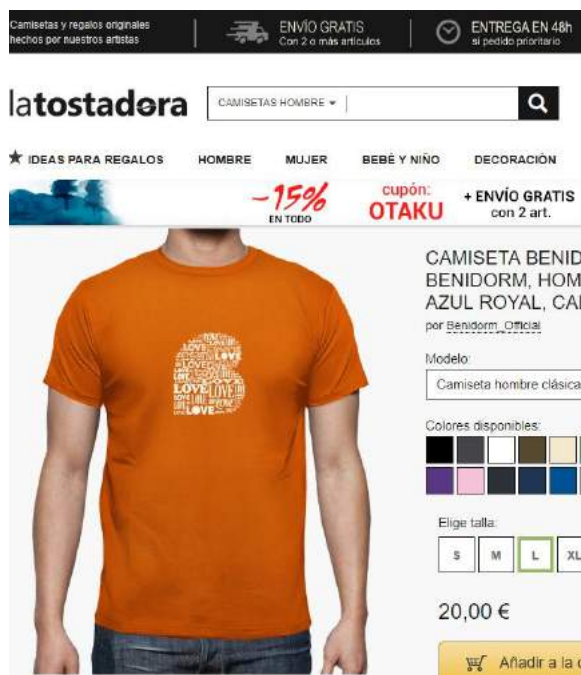 Camisetas y regalos originales
hechos por nuestros artistas
ENVÍO GRATIS
Con 2 o más artículos
ENTREGA EN 48h
si pedido prioritario
latostadora
CAMISETAS HOMBRE
IDEAS PARA REGALOS
HOMBRE
MUJER
BEBÉ Y NIÑO
DECORACIÓN
-15%
EN TODO
cupón:
OTAKU
+ ENVÍO GRATIS
con 2 art.
LOVE
LOVE
LOVE
LOVE
LOVE
CAMISETA BENID
BENIDORM, HOM
AZUL ROYAL, CA
por Benidorm_Official
Modelo:
Camiseta hombre clásica
Colores disponibles:
Elige talla:
S
M
L
XL
20,00 €
Añadir a la